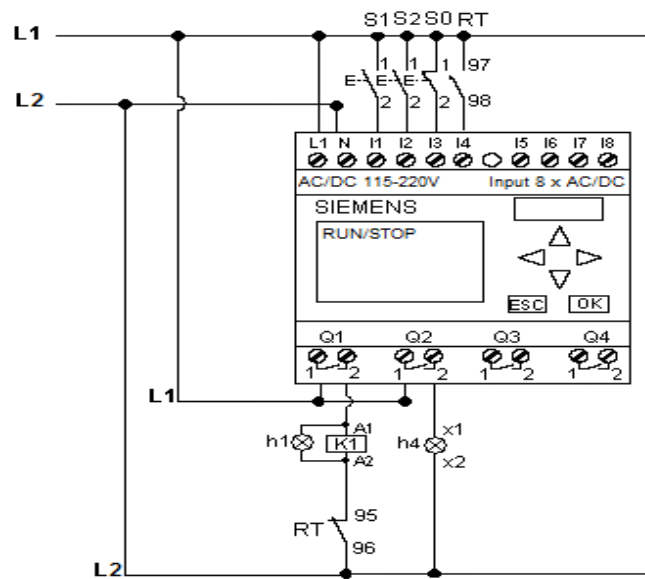 S1 S2 S0 RT
L1
E 1 E 1 E 1 97
2 2 2 98
L2
L1 N I1 I2 I3 I4 I5 I6 I7 I8
AC/DC 115-220V Input 8 x AC/DC
SIEMENS
RUN/STOP
ESC OK
Q1 Q2 Q3 Q4
1 2 1 2 1 2 1 2
L1
A1 x1
h1 K1 h4
A2 x2
95
RT
96
L2